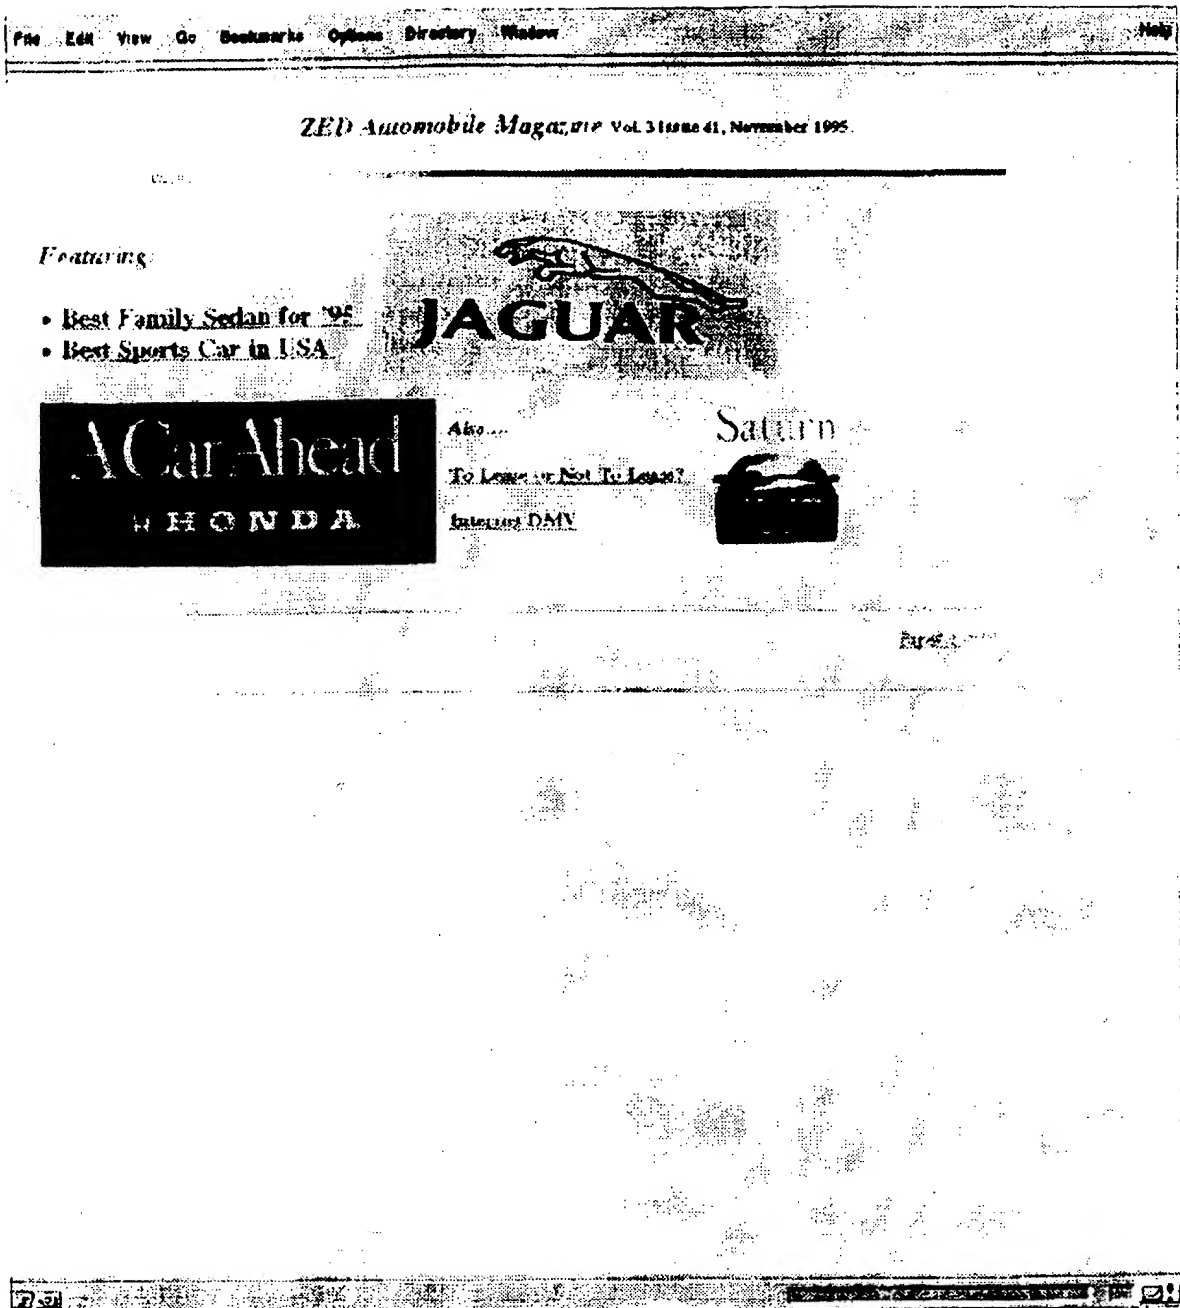 File Edit View Go Bookmarks Options Directory Window Help
ZED Automobile Magazine Vol. 3 Issue 41, November 1995.
Featuring
• Best Family Sedan for '95
• Best Sports Car in USA
JAGUAR
A Car Ahead
HONDA
Also....
To Lease or Not To Lease?
Internet DMV
Saturn